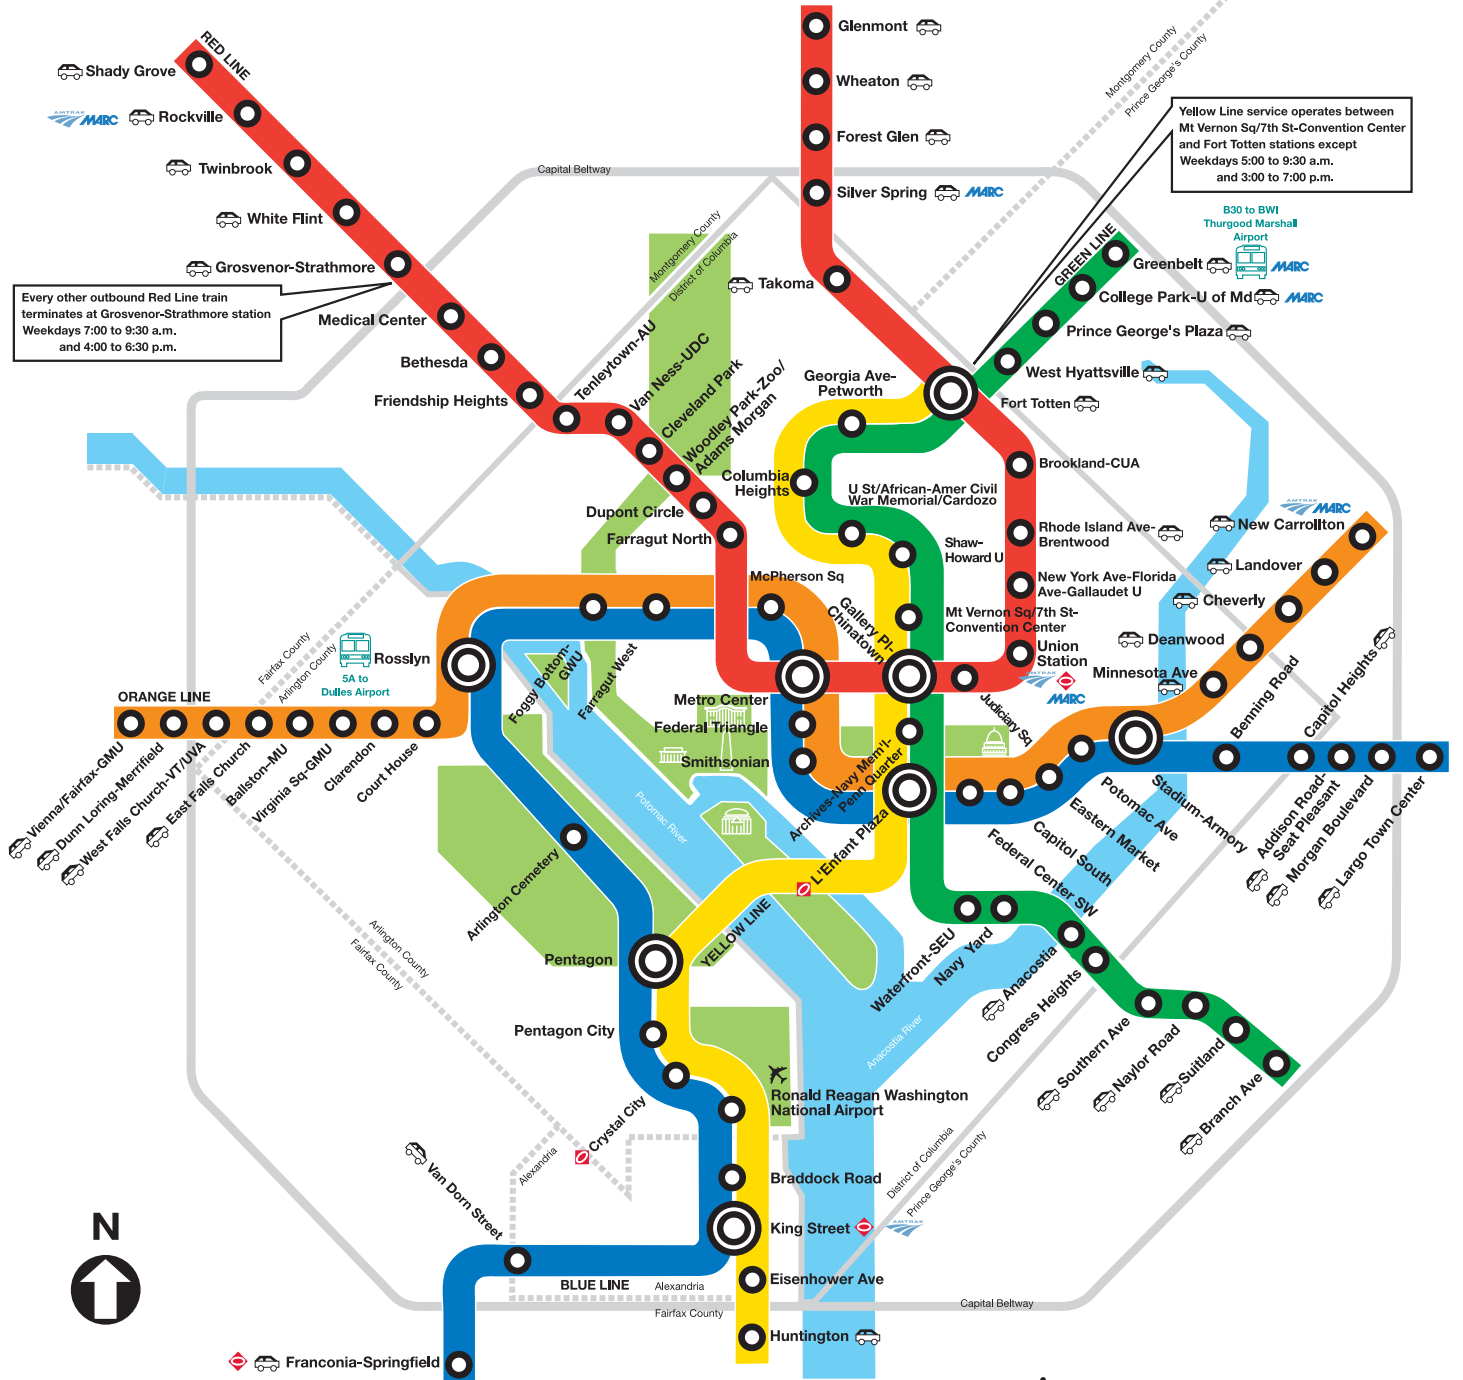 Glenmont
Wheaton
Forest Glen
Silver Spring
MARC
Takoma
RED LINE
Shady Grove
AMTRAK
MARC
Rockville
Twinbrook
White Flint
Grosvenor-Strathmore
Every other outbound Red Line train
terminates at Grosvenor-Strathmore station
Weekdays 7:00 to 9:30 a.m.
and 4:00 to 6:30 p.m.
Medical Center
Bethesda
Friendship Heights
Tenleytown-AU
Van Ness-UDC
Cleveland Park
Woodley Park-Zoo/
Adams Morgan
Dupont Circle
Farragut North
Capital Beltway
Montgomery County
District of Columbia
Montgomery County
Prince George's County
Yellow Line service operates between
Mt Vernon Sq/7th St-Convention Center
and Fort Totten stations except
Weekdays 5:00 to 9:30 a.m.
and 3:00 to 7:00 p.m.
B30 to BWI
Thurgood Marshall
Airport
GREEN LINE
Greenbelt
MARC
College Park-U of Md
MARC
Prince George's Plaza
West Hyattsville
Fort Totten
Georgia Ave-
Petworth
Columbia
Heights
U St/African-Amer Civil
War Memorial/Cardozo
Shaw-
Howard U
Mt Vernon Sq/7th St-
Convention Center
Gallery Pl-
Chinatown
Brookland-CUA
Rhode Island Ave-
Brentwood
New York Ave-Florida
Ave-Gallaudet U
Union
Station
AMTRAK
MARC
Judiciary Sq
AMTRAK
MARC
New Carrollton
Landover
Cheverly
Deanwood
Minnesota Ave
Benning Road
Capitol Heights
McPherson Sq
Metro Center
Federal Triangle
Smithsonian
Farragut West
Foggy Bottom-
GWU
Rosslyn
5A to
Dulles Airport
Fairfax County
Arlington County
ORANGE LINE
Vienna/Fairfax-GMU
Dunn Loring-Merrifield
West Falls Church-VT/UVA
East Falls Church
Ballston-MU
Virginia Sq-GMU
Clarendon
Court House
Archives-Navy Mem'l-
Penn Quarter
L'Enfant Plaza
Federal Center SW
Capitol South
Eastern Market
Potomac Ave
Stadium-Armory
Addison Road-
Seat Pleasant
Morgan Boulevard
Largo Town Center
Potomac River
Arlington Cemetery
Pentagon
YELLOW LINE
Arlington County
Fairfax County
Pentagon City
Crystal City
Waterfront-SEU
Navy Yard
Anacostia
Congress Heights
Southern Ave
Naylor Road
Suitland
Branch Ave
Anacostia River
Ronald Reagan Washington
National Airport
Braddock Road
King Street
AMTRAK
Eisenhower Ave
Huntington
Alexandria
Van Dorn Street
BLUE LINE
Alexandria
Fairfax County
Franconia-Springfield
District of Columbia
Prince George's County
Capital Beltway
N